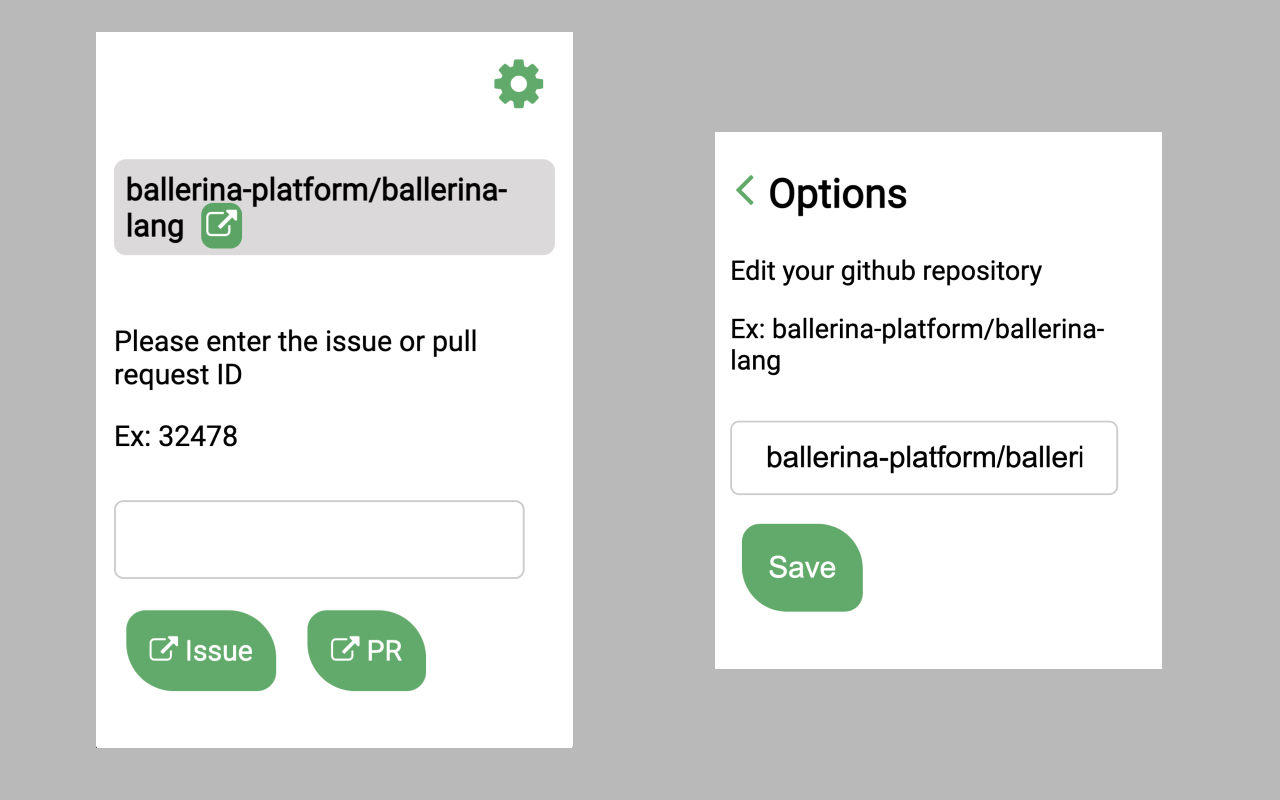 ballerina-platform/ballerina-
lang
Please enter the issue or pull
request ID
Ex: 32478
Issue
PR
Options
Edit your github repository
Ex: ballerina-platform/ballerina-
lang
ballerina-platform/balleri
Save